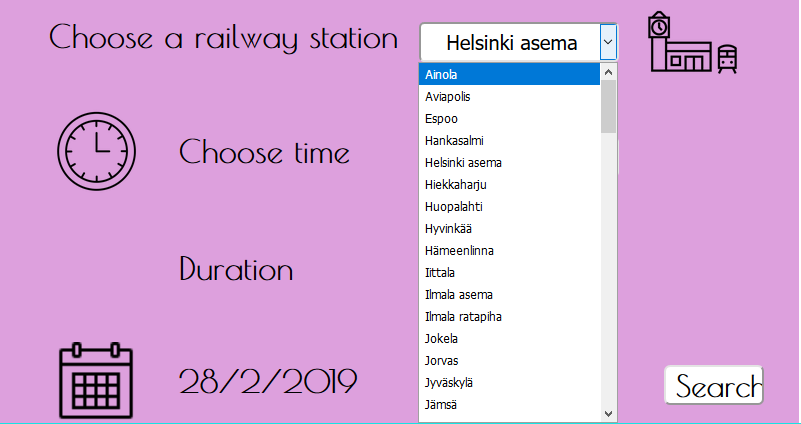 Choose a railway station
Helsinki asema
Ainola
Aviapolis
Espoo
Hankasalmi
Helsinki asema
Hiekkaharju
Huopalahti
Hyvinkää
Hämeenlinna
Iittala
Ilmala asema
Ilmala ratapiha
Jokela
Jorvas
Jyväskylä
Jämsä
Choose time
Duration
28/2/2019
Search